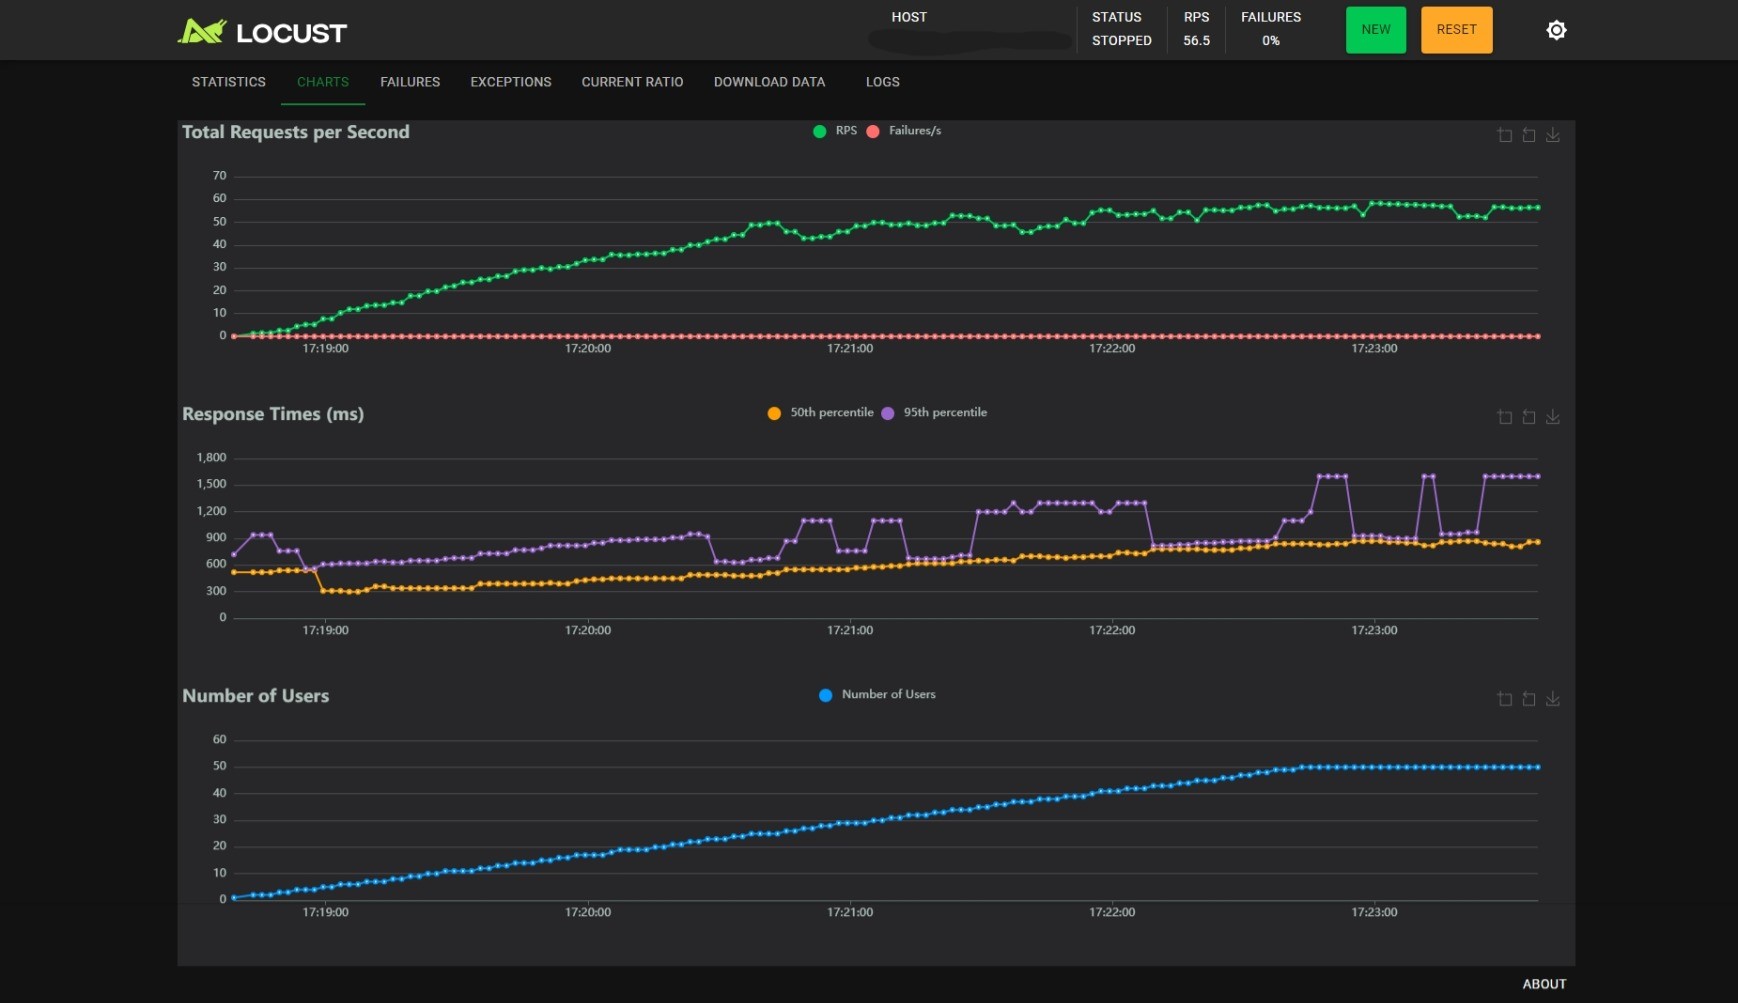 LOCUST
HOST
STATUS RPS FAILURES
STOPPED 56.5 0%
NEW RESET
STATISTICS CHARTS FAILURES EXCEPTIONS CURRENT RATIO DOWNLOAD DATA LOGS
Total Requests per Second
RPS Failures/s
70
60
50
40
30
20
10
0
17:19:00 17:20:00 17:21:00 17:22:00 17:23:00
Response Times (ms)
50th percentile 95th percentile
1,800
1,500
1,200
900
600
300
0
17:19:00 17:20:00 17:21:00 17:22:00 17:23:00
Number of Users
Number of Users
60
50
40
30
20
10
0
17:19:00 17:20:00 17:21:00 17:22:00 17:23:00
ABOUT